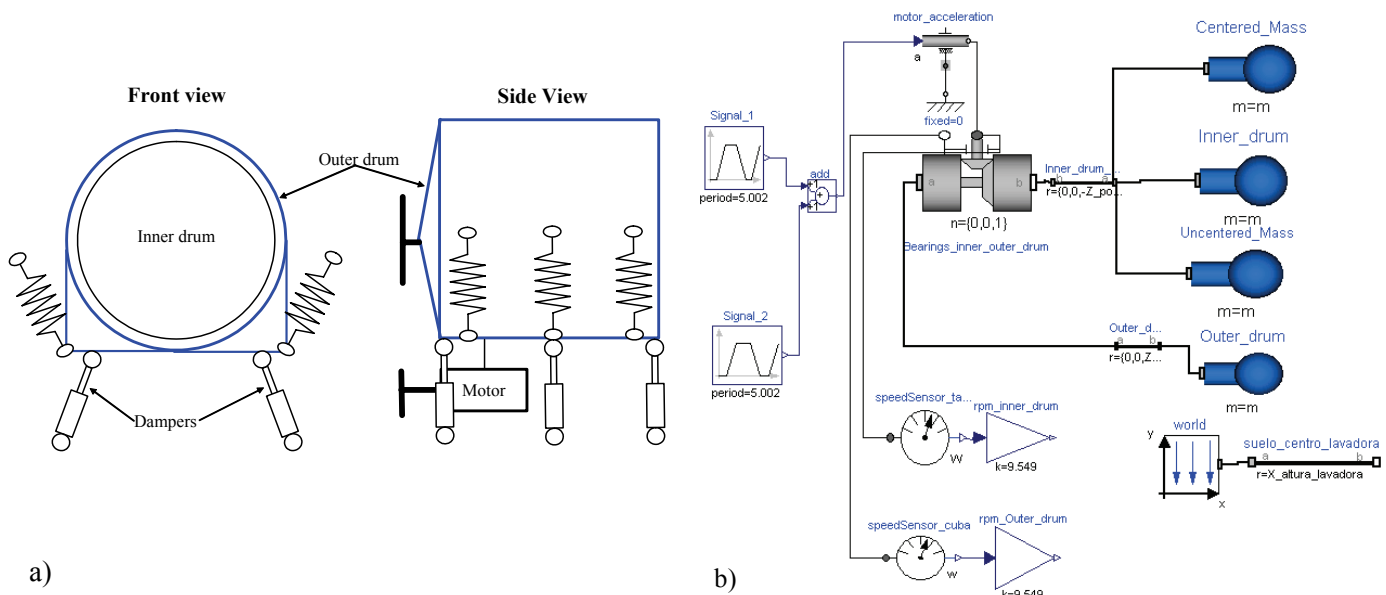 Front view
Side View
Outer drum
Inner drum
Motor
Dampers
a)
motor_acceleration
a
fixed=0
Signal_1
period=5.002
add
Signal_2
period=5.002
a
b
n={0,0,1}
Bearings_inner_outer_drum
Inner_drum_...
b
a
r={0,0,-Z_po...
Centered_Mass
m=m
Inner_drum
m=m
Uncentered_Mass
m=m
Outer_d...
a
b
r={0,0,Z...
Outer_drum
m=m
speedSensor_ta...
w
rpm_inner_drum
k=9.549
speedSensor_cuba
w
rpm_Outer_drum
k=9.549
world
y
x
suelo_centro_lavadora
a
b
r=X_altura_lavadora
b)